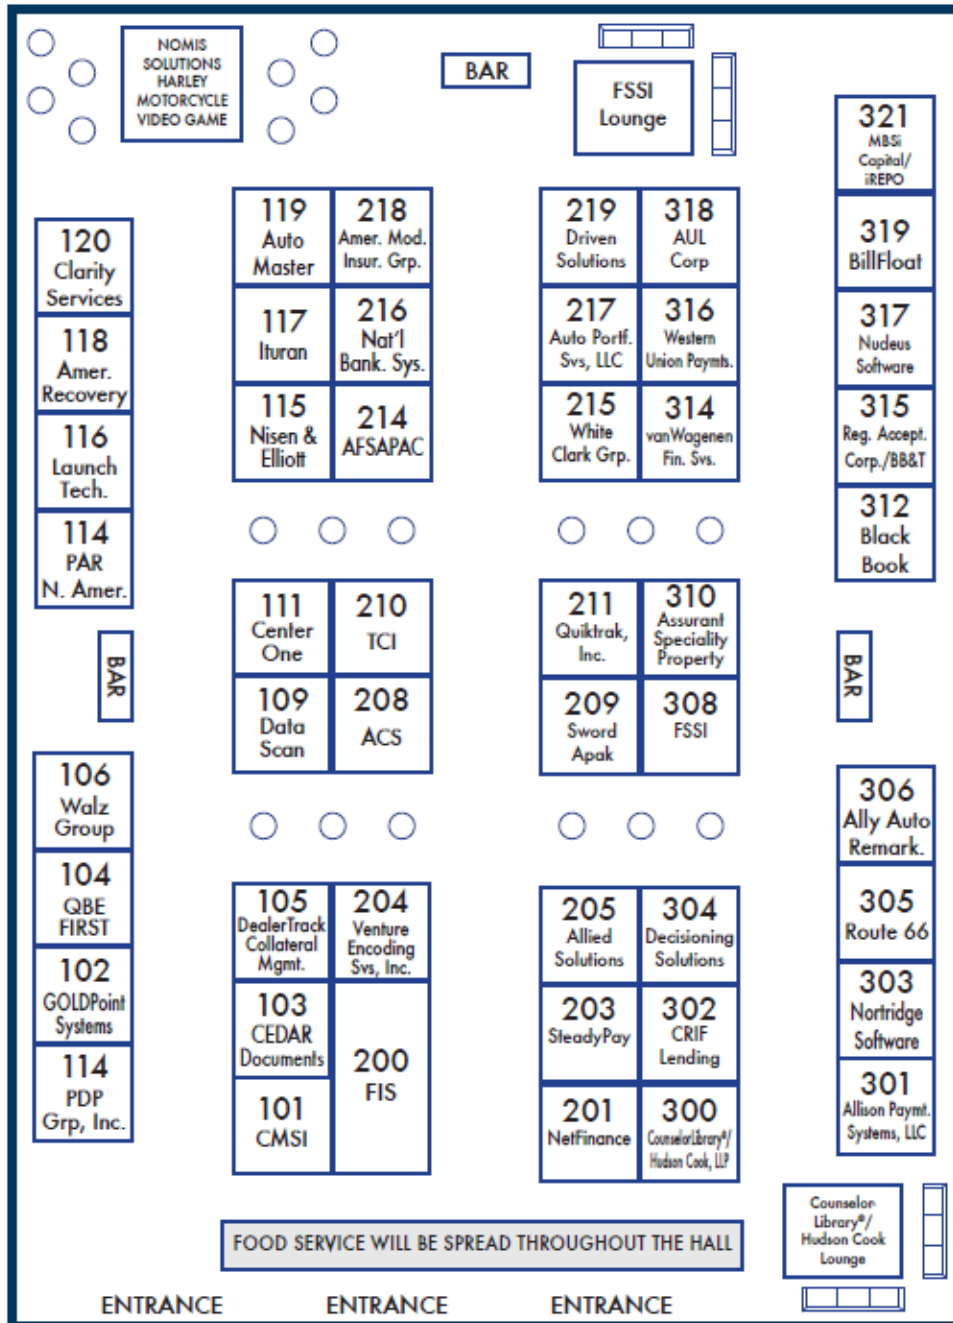 NOMIS
SOLUTIONS
HARLEY
MOTORCYCLE
VIDEO GAME
BAR
FSSI
Lounge
321
MBSi
Capital/
iREPO
319
BillFloat
317
Nudeus
Software
315
Reg. Accept.
Corp./BB&T
312
Black
Book
120
Clarity
Services
118
Amer.
Recovery
116
Launch
Tech.
114
PAR
N. Amer.
119
Auto
Master
218
Amer. Mod.
Insur. Grp.
117
Ituran
216
Nat'l
Bank. Sys.
115
Nisen &
Elliott
214
AFSAPAC
219
Driven
Solutions
318
AUL
Corp
217
Auto Portf.
Svs, LLC
316
Western
Union Paymts.
215
White
Clark Grp.
314
vanWagenen
Fin. Svs.
BAR
111
Center
One
210
TCI
109
Data
Scan
208
ACS
211
Quiktrak,
Inc.
310
Assurant
Speciality
Property
209
Sword
Apak
308
FSSI
BAR
106
Walz
Group
104
QBE
FIRST
102
GOLDPoint
Systems
114
PDP
Grp, Inc.
105
DealerTrack
Collateral
Mgmt.
204
Venture
Encoding
Svs, Inc.
103
CEDAR
Documents
200
FIS
101
CMSI
205
Allied
Solutions
304
Decisioning
Solutions
203
SteadyPay
302
CRIF
Lending
201
NetFinance
300
CounselorLibrary®/
Hudson Cook, LLP
306
Ally Auto
Remark.
305
Route 66
303
Nortridge
Software
301
Allison Paymt.
Systems, LLC
Counselor-
Library®/
Hudson Cook
Lounge
FOOD SERVICE WILL BE SPREAD THROUGHOUT THE HALL
ENTRANCE ENTRANCE ENTRANCE